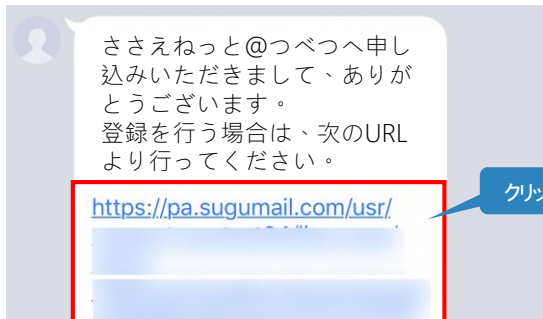 ささえねっと@つべつへ申し
込みいただきまして、ありが
とうございます。
登録を行う場合は、次のURL
より行ってください。
https://pa.sugumail.com/usr/
クリッ